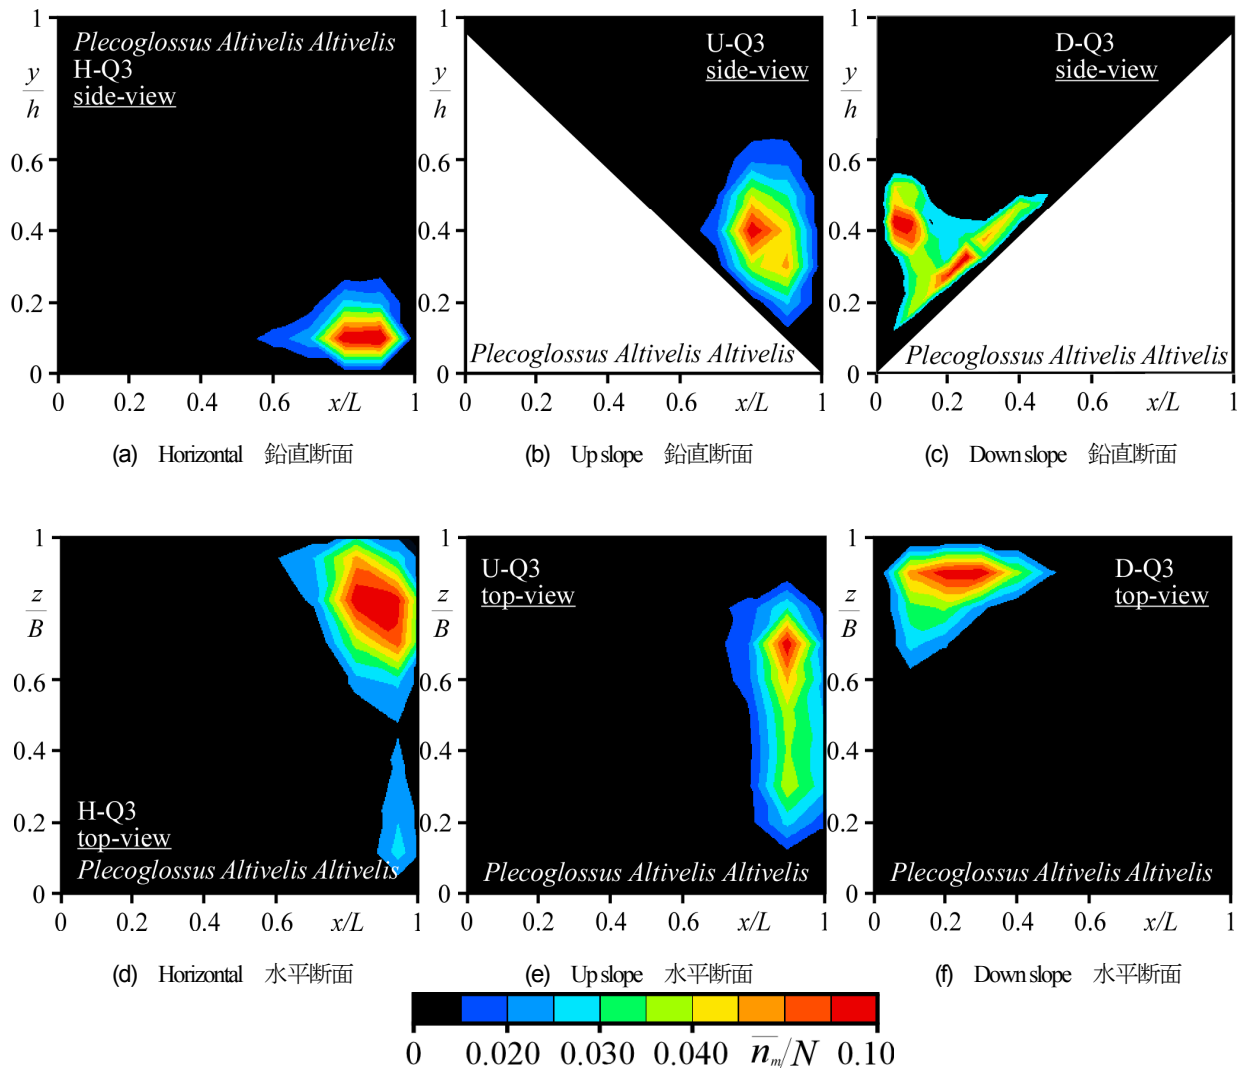 1
Plecoglossus Altivelis Altivelis
H-Q3
side-view
y
h
0.6
0.4
0.2
0
0 0.2 0.4 0.6 x/L 1
(a) Horizontal 鉛直断面
1
U-Q3
side-view
y
h
0.6
0.4
0.2
0
Plecoglossus Altivelis Altivelis
0 0.2 0.4 0.6 x/L 1
(b) Up slope 鉛直断面
1
D-Q3
side-view
y
h
0.6
0.4
0.2
0
Plecoglossus Altivelis Altivelis
0 0.2 0.4 0.6 x/L 1
(c) Down slope 鉛直断面
1
z
B
0.6
0.4
0.2
0
H-Q3
top-view
Plecoglossus Altivelis Altivelis
0 0.2 0.4 0.6 x/L 1
(d) Horizontal 水平断面
1
U-Q3
top-view
z
B
0.6
0.4
0.2
0
Plecoglossus Altivelis Altivelis
0 0.2 0.4 0.6 x/L 1
(e) Up slope 水平断面
1
D-Q3
top-view
z
B
0.6
0.4
0.2
0
Plecoglossus Altivelis Altivelis
0 0.2 0.4 0.6 x/L 1
(f) Down slope 水平断面
0 0.020 0.030 0.040 n̅ₘ/N 0.10